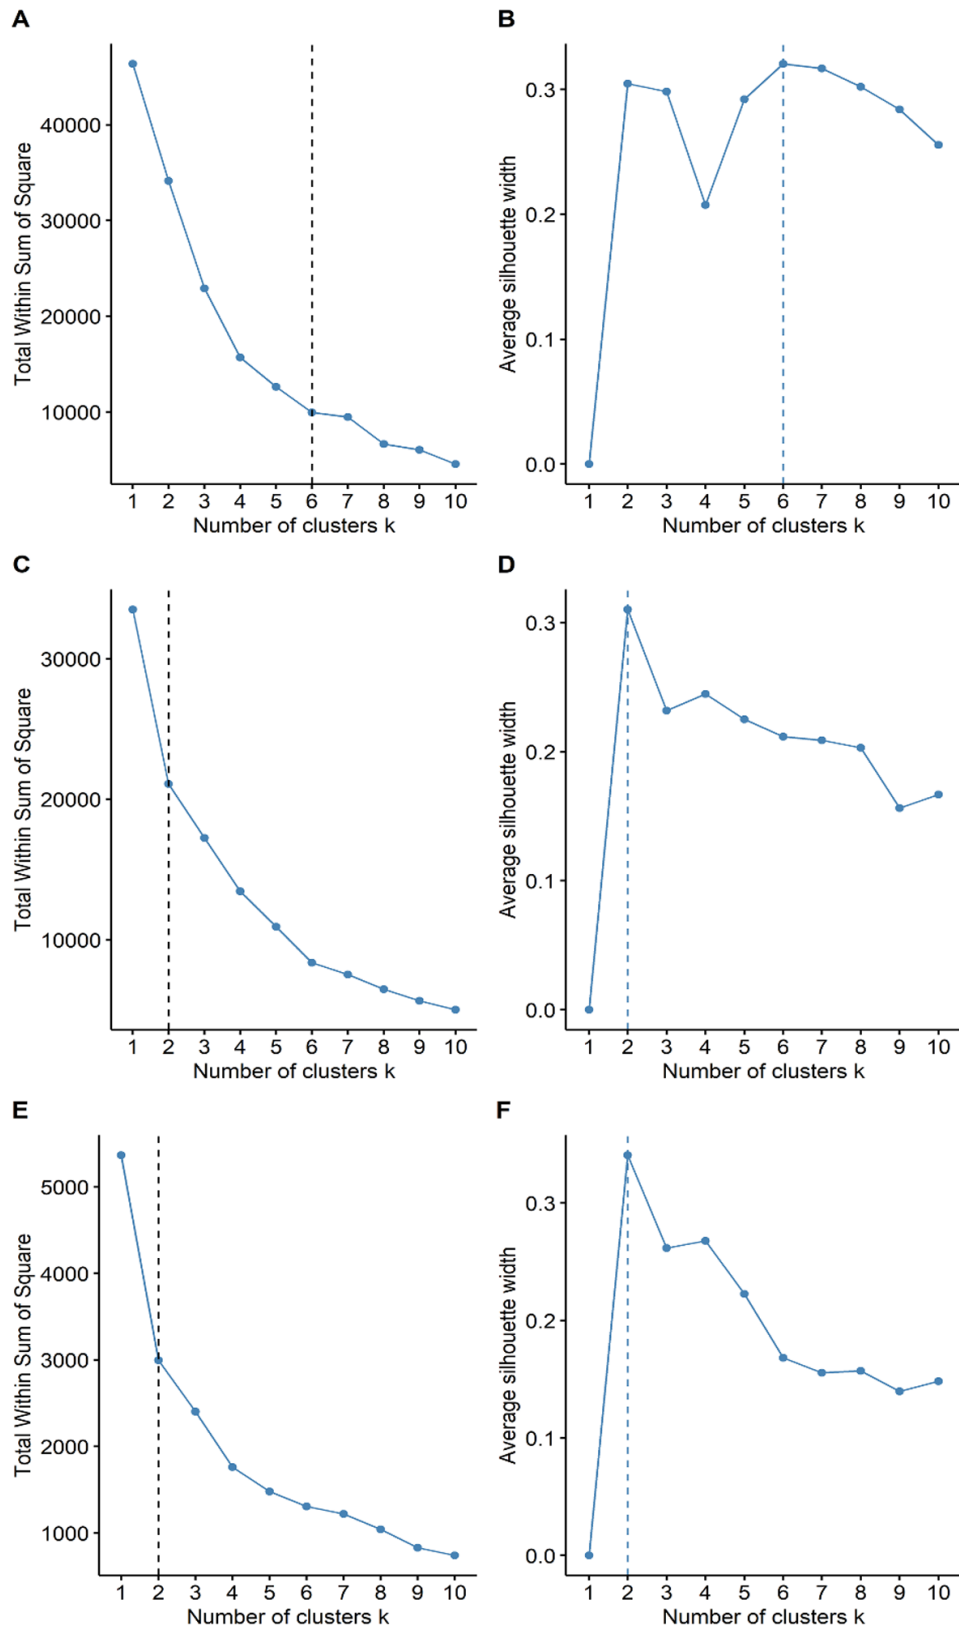 A
Total Within Sum of Square
40000
30000
20000
10000
1 2 3 4 5 6 7 8 9 10
Number of clusters k
B
Average silhouette width
0.3
0.2
0.1
0.0
1 2 3 4 5 6 7 8 9 10
Number of clusters k
C
Total Within Sum of Square
30000
20000
10000
1 2 3 4 5 6 7 8 9 10
Number of clusters k
D
Average silhouette width
0.3
0.2
0.1
0.0
1 2 3 4 5 6 7 8 9 10
Number of clusters k
E
Total Within Sum of Square
5000
4000
3000
2000
1000
1 2 3 4 5 6 7 8 9 10
Number of clusters k
F
Average silhouette width
0.3
0.2
0.1
0.0
1 2 3 4 5 6 7 8 9 10
Number of clusters k